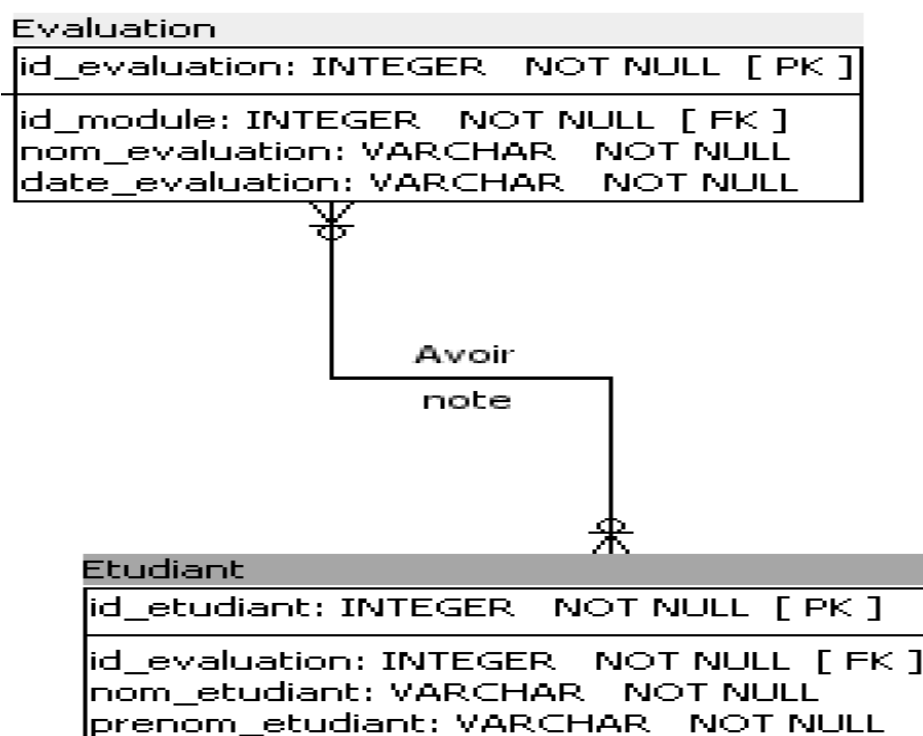 Evaluation
id_evaluation: INTEGER NOT NULL [ PK ]
id_module: INTEGER NOT NULL [ FK ]
nom_evaluation: VARCHAR NOT NULL
date_evaluation: VARCHAR NOT NULL
Avoir
note
Etudiant
id_etudiant: INTEGER NOT NULL [ PK ]
id_evaluation: INTEGER NOT NULL [ FK ]
nom_etudiant: VARCHAR NOT NULL
prenom_etudiant: VARCHAR NOT NULL